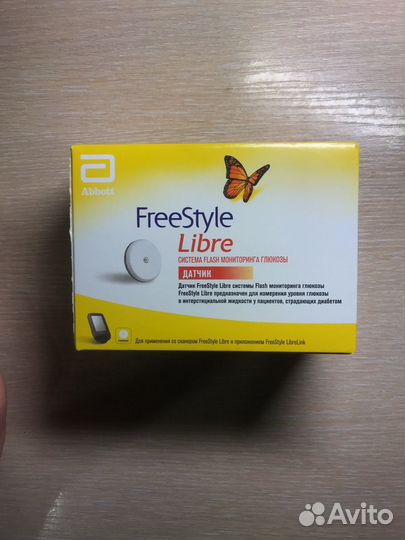 Abbott
FreeStyle
Libre
СИСТЕМА FLASH МОНИТОРИНГА ГЛЮКОЗЫ
ДАТЧИК
Датчик FreeStyle Libre системы Flash мониторинга глюкозы
FreeStyle Libre предназначен для измерения уровня глюкозы
в интерстициальной жидкости у пациентов, страдающих диабетом
Для применения со сканером FreeStyle Libre и приложением FreeStyle LibreLink
Avito